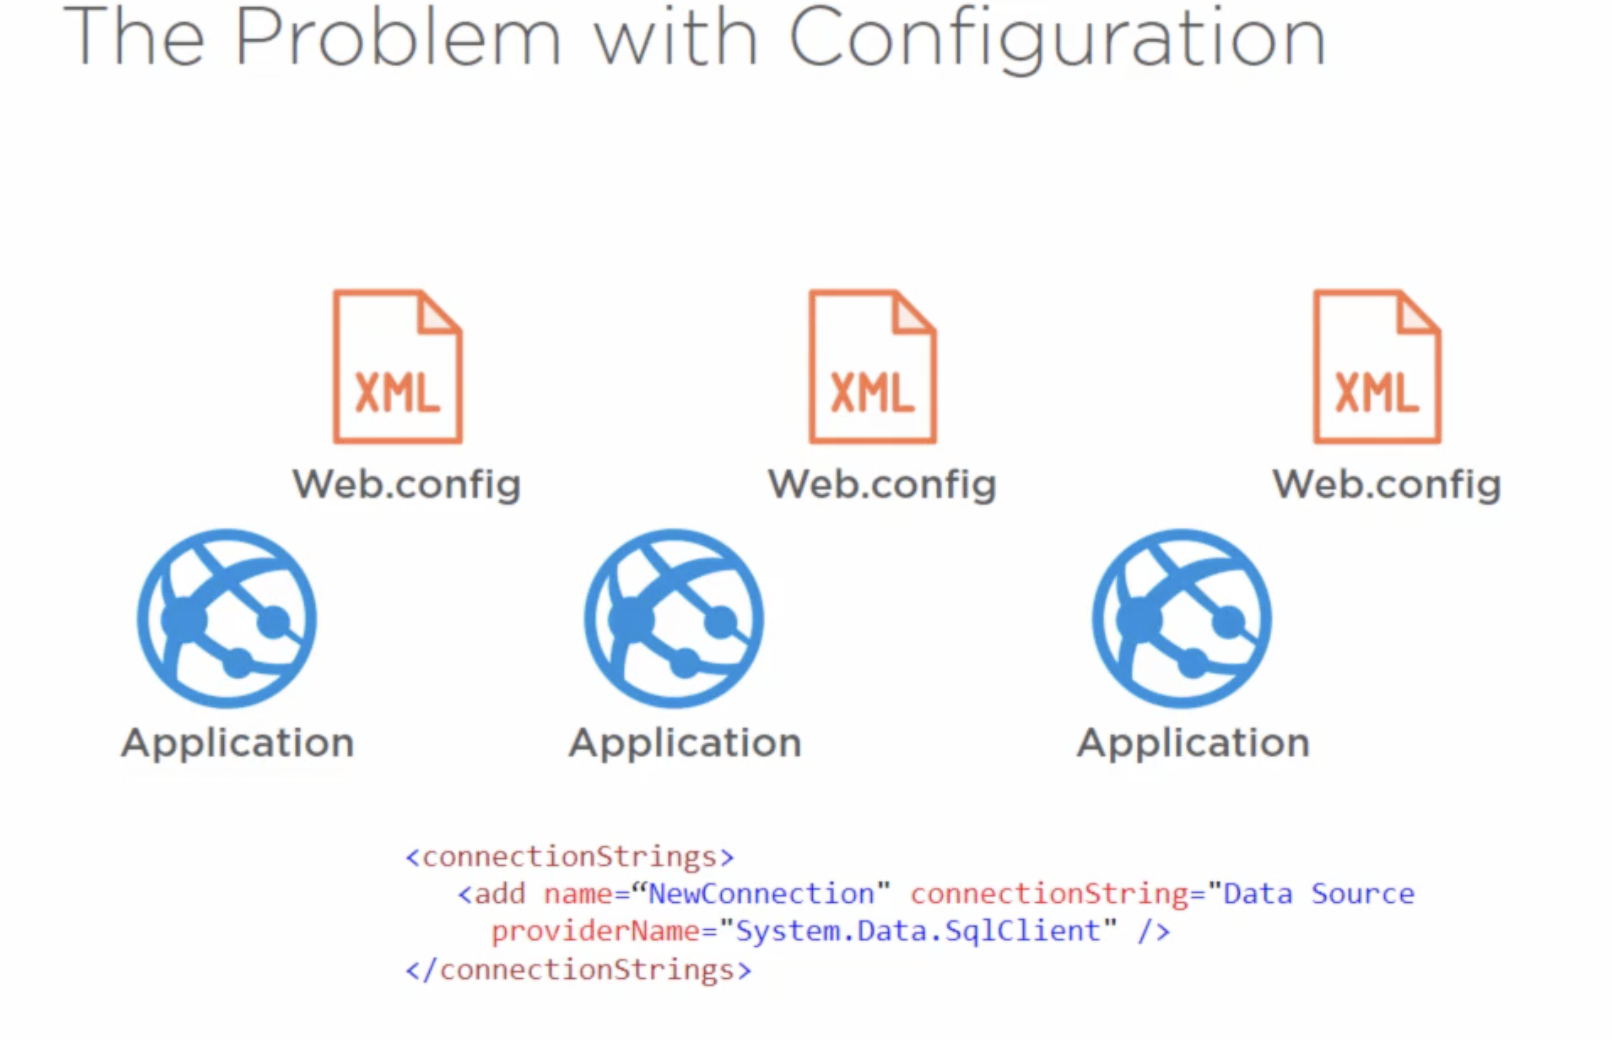 The Problem with Configuration
XML
XML
XML
Web.config
Web.config
Web.config
Application
Application
Application
<connectionStrings>
<add name=“NewConnection" connectionString="Data Source
providerName="System.Data.SqlClient" />
</connectionStrings>